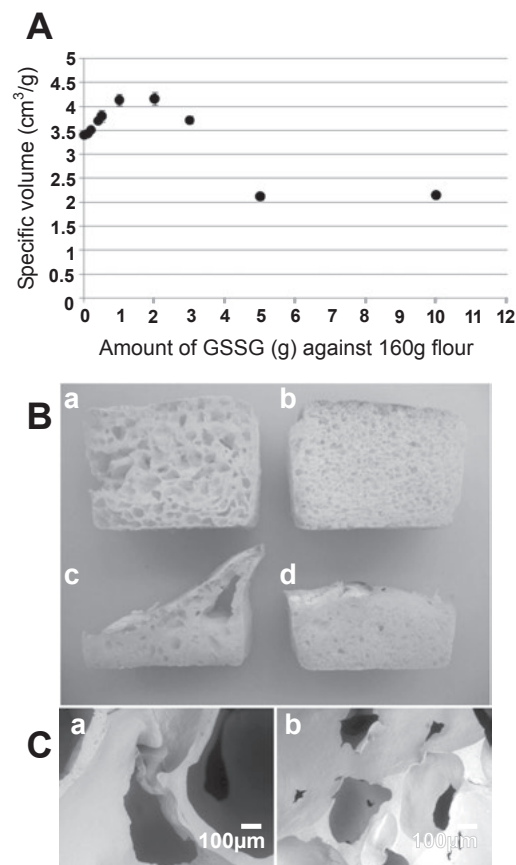 A
Specific volume (cm³/g)
5
4.5
4
3.5
3
2.5
2
1.5
1
0.5
0
0 1 2 3 4 5 6 7 8 9 10 11 12
Amount of GSSG (g) against 160g flour
B
a b
c d
C
a b
100µm 100µm